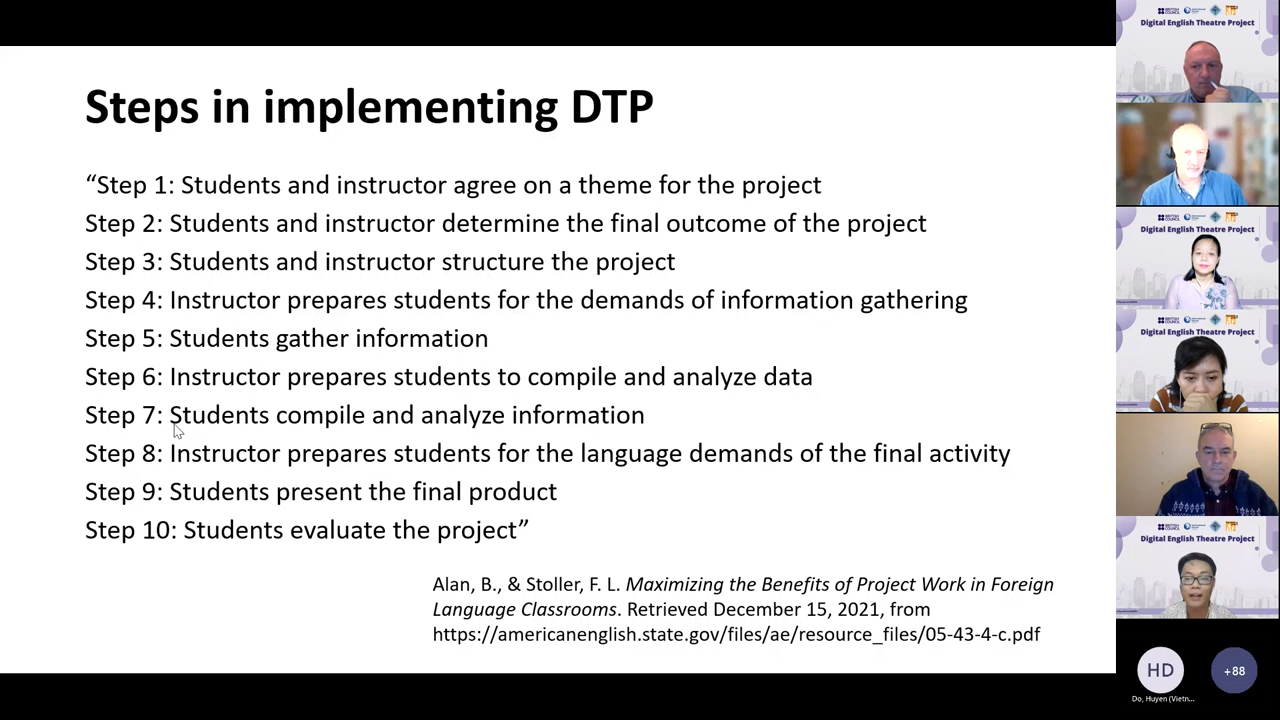 Steps in implementing DTP
“Step 1: Students and instructor agree on a theme for the project
Step 2: Students and instructor determine the final outcome of the project
Step 3: Students and instructor structure the project
Step 4: Instructor prepares students for the demands of information gathering
Step 5: Students gather information
Step 6: Instructor prepares students to compile and analyze data
Step 7: Students compile and analyze information
Step 8: Instructor prepares students for the language demands of the final activity
Step 9: Students present the final product
Step 10: Students evaluate the project”
Alan, B., & Stoller, F. L. Maximizing the Benefits of Project Work in Foreign
Language Classrooms. Retrieved December 15, 2021, from
https://americanenglish.state.gov/files/ae/resource_files/05-43-4-c.pdf
Digital English Theatre Project
Digital English Theatre Project
Digital English Theatre Project
Digital English Theatre Project
HD
+88
Do, Huyen (Vietn...